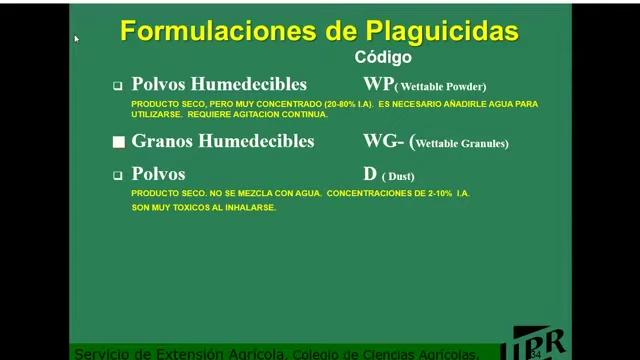 Formulaciones de Plaguicidas
Código
Polvos Humedecibles WP( Wettable Powder)
PRODUCTO SECO, PERO MUY CONCENTRADO (20-80% I.A). ES NECESARIO AÑADIRLE AGUA PARA
UTILIZARSE. REQUIERE AGITACION CONTINUA.
Granos Humedecibles WG- (Wettable Granules)
Polvos D ( Dust)
PRODUCTO SECO. NO SE MEZCLA CON AGUA. CONCENTRACIONES DE 2-10% I.A.
SON MUY TOXICOS AL INHALARSE.
UPR
34
Servicio de Extensión Agrícola, Colegio de Ciencias Agrícolas,